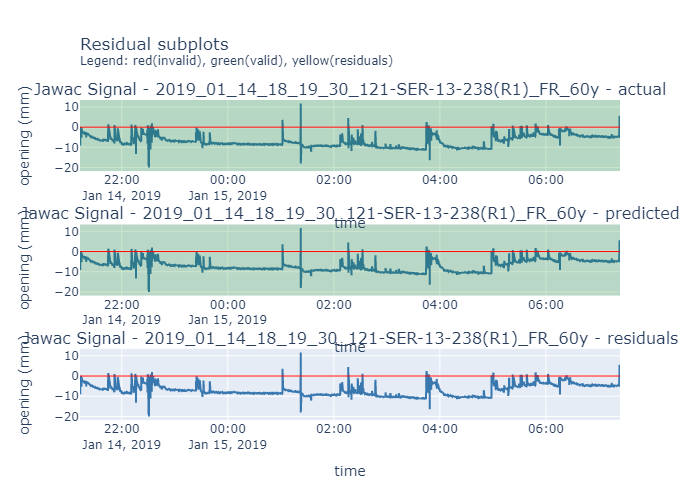 Residual subplots
Legend: red(invalid), green(valid), yellow(residuals)
Jawac Signal - 2019_01_14_18_19_30_121-SER-13-238(R1)_FR_60y - actual
opening (mm)
10
0
−10
−20
22:00 00:00 02:00 04:00 06:00
Jan 14, 2019 Jan 15, 2019
time
Jawac Signal - 2019_01_14_18_19_30_121-SER-13-238(R1)_FR_60y - predicted
opening (mm)
10
0
−10
−20
22:00 00:00 02:00 04:00 06:00
Jan 14, 2019 Jan 15, 2019
time
Jawac Signal - 2019_01_14_18_19_30_121-SER-13-238(R1)_FR_60y - residuals
opening (mm)
10
0
−10
−20
22:00 00:00 02:00 04:00 06:00
Jan 14, 2019 Jan 15, 2019
time